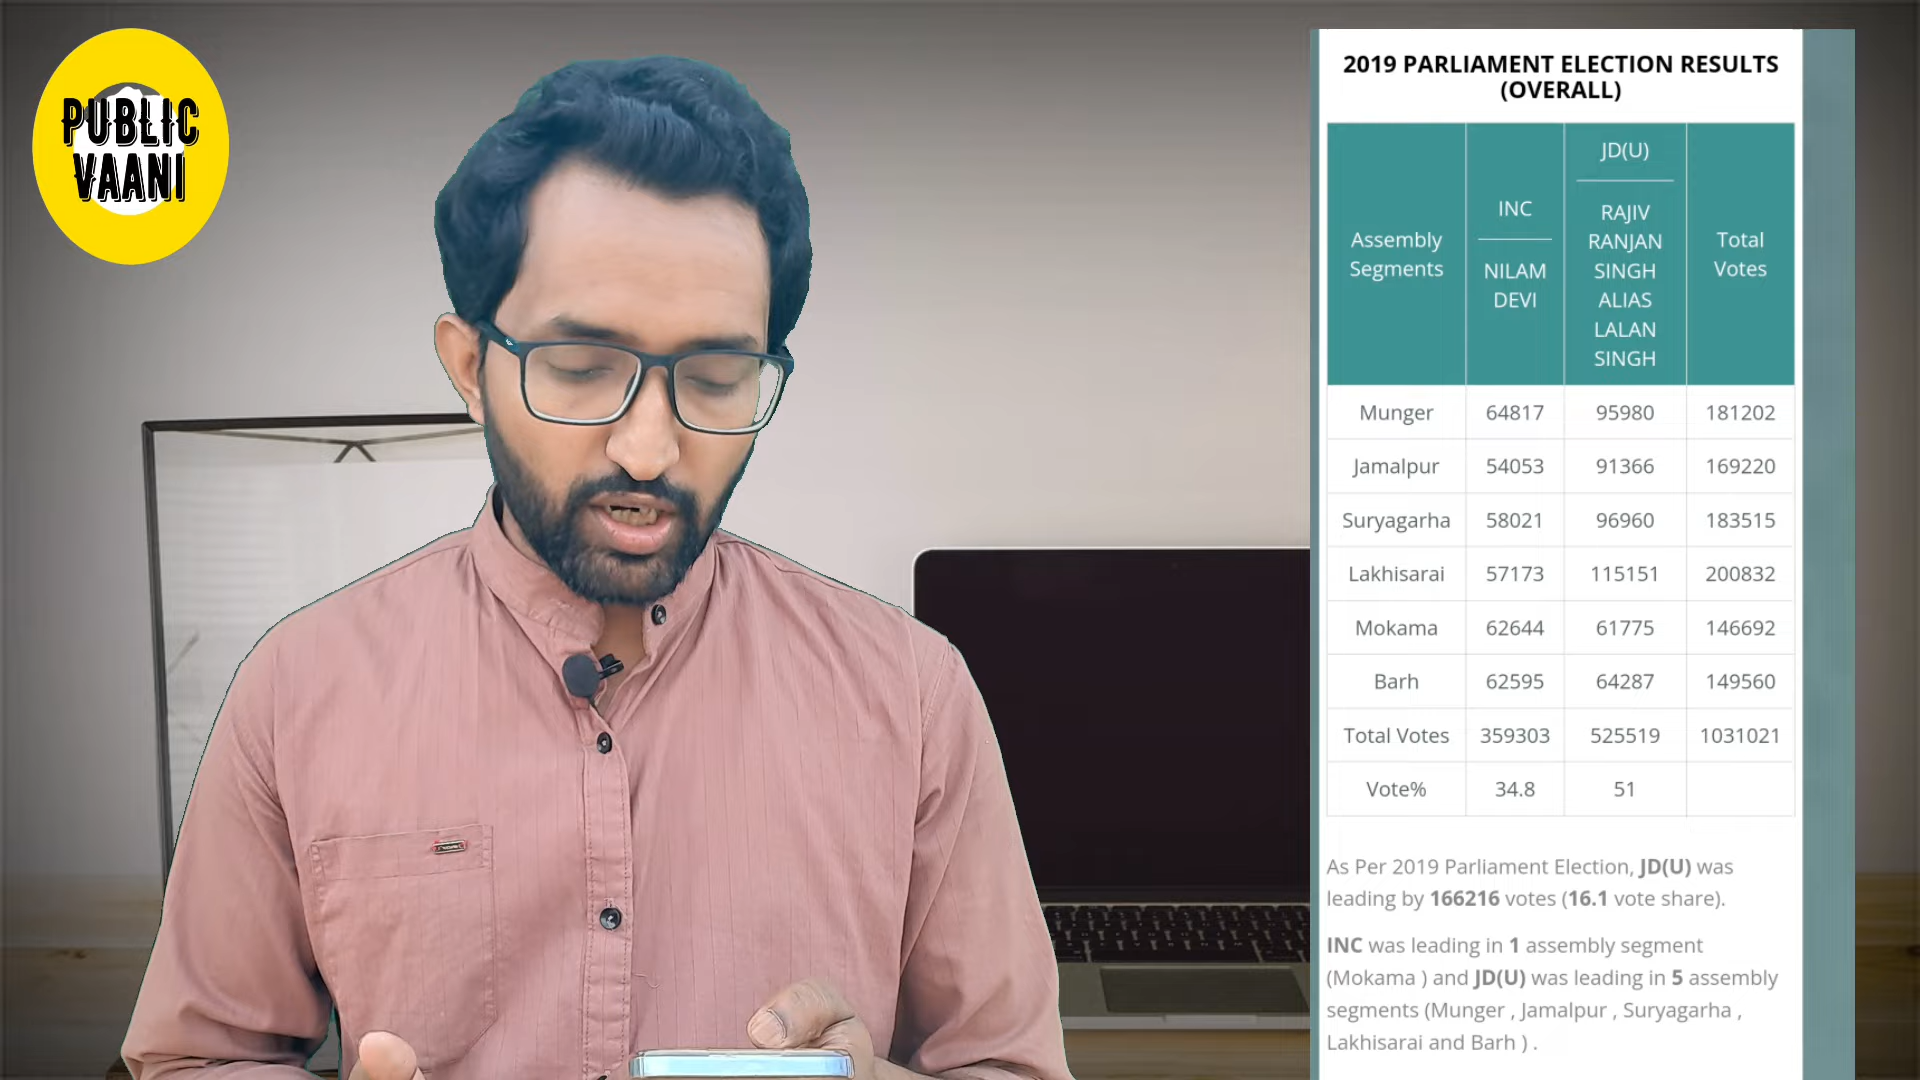 PUBLIC
VAANI
2019 PARLIAMENT ELECTION RESULTS
(OVERALL)
Assembly Segments | INC NILAM DEVI | JD(U) RAJIV RANJAN SINGH ALIAS LALAN SINGH | Total Votes
Munger 64817 95980 181202
Jamalpur 54053 91366 169220
Suryagarha 58021 96960 183515
Lakhisarai 57173 115151 200832
Mokama 62644 61775 146692
Barh 62595 64287 149560
Total Votes 359303 525519 1031021
Vote% 34.8 51
As Per 2019 Parliament Election, JD(U) was
leading by 166216 votes (16.1 vote share).
INC was leading in 1 assembly segment
(Mokama ) and JD(U) was leading in 5 assembly
segments (Munger , Jamalpur , Suryagarha ,
Lakhisarai and Barh ) .